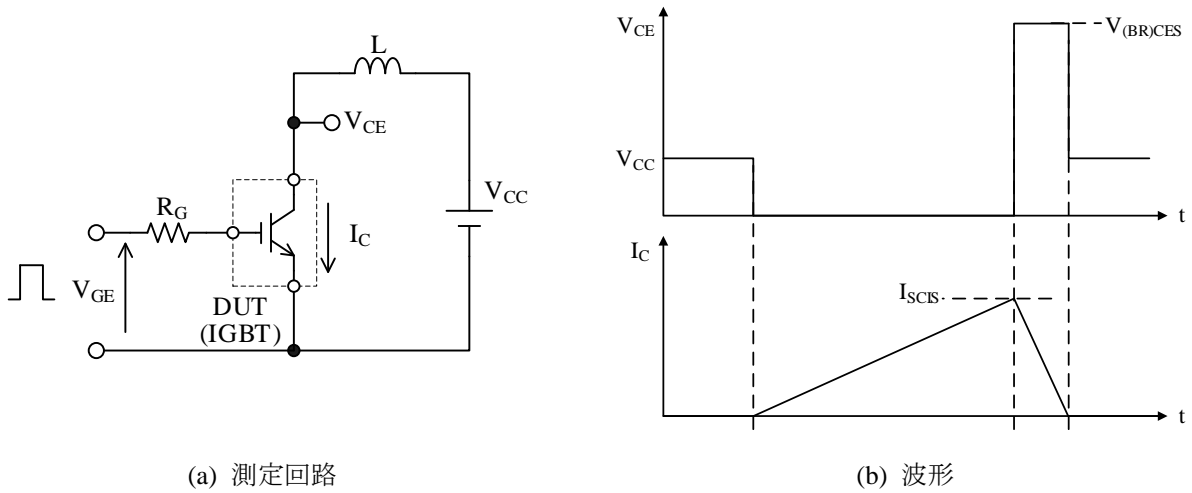 L
V_CE
V_CC
R_G
I_C
V_GE
DUT
(IGBT)
(a) 測定回路
V_CE
V_(BR)CES
V_CC
t
I_C
I_SCIS
t
(b) 波形